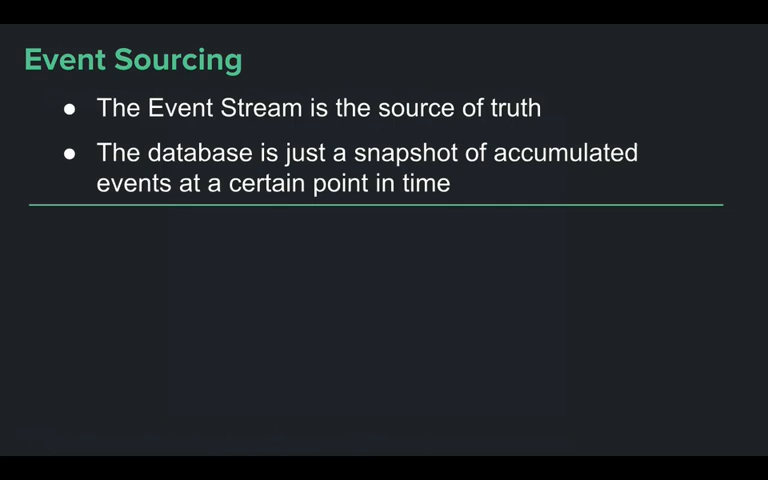 Event Sourcing
● The Event Stream is the source of truth
● The database is just a snapshot of accumulated
events at a certain point in time